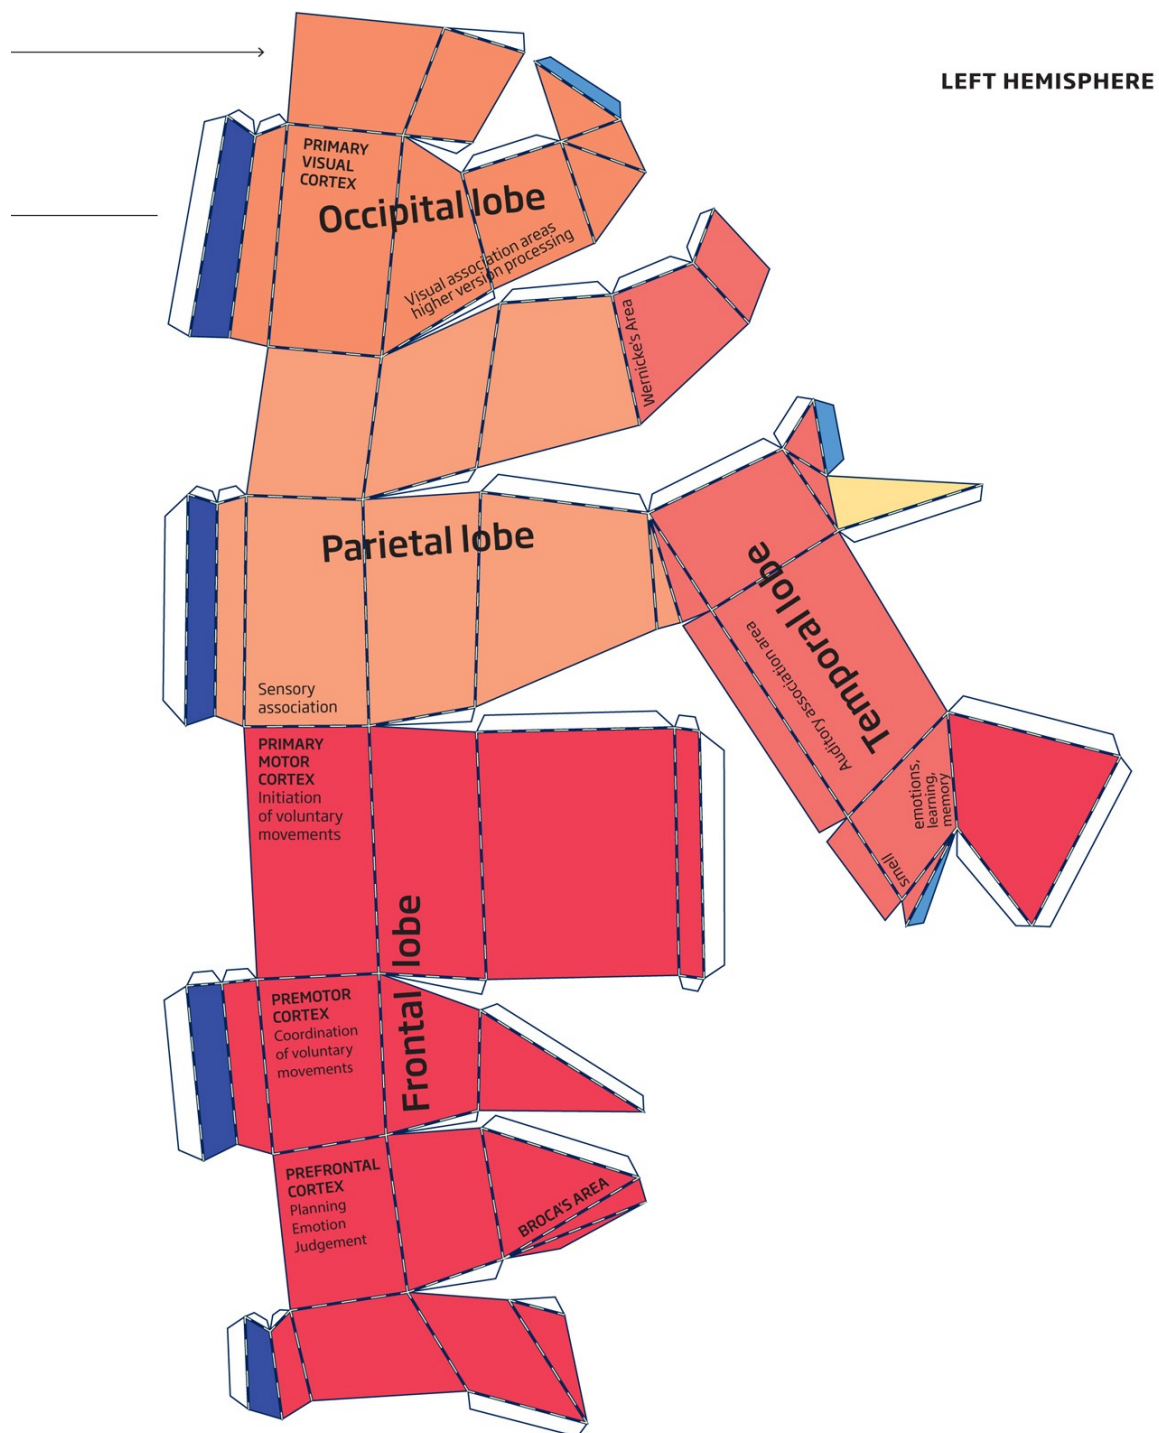 LEFT HEMISPHERE
PRIMARY
VISUAL
CORTEX
Occipital lobe
Visual association areas
higher version processing
Wernicke's Area
Parietal lobe
Sensory
association
Temporal lobe
Auditory association area
emotions,
learning,
memory
smell
PRIMARY
MOTOR
CORTEX
Initiation
of voluntary
movements
Frontal lobe
PREMOTOR
CORTEX
Coordination
of voluntary
movements
PREFRONTAL
CORTEX
Planning
Emotion
Judgement
BROCA'S AREA